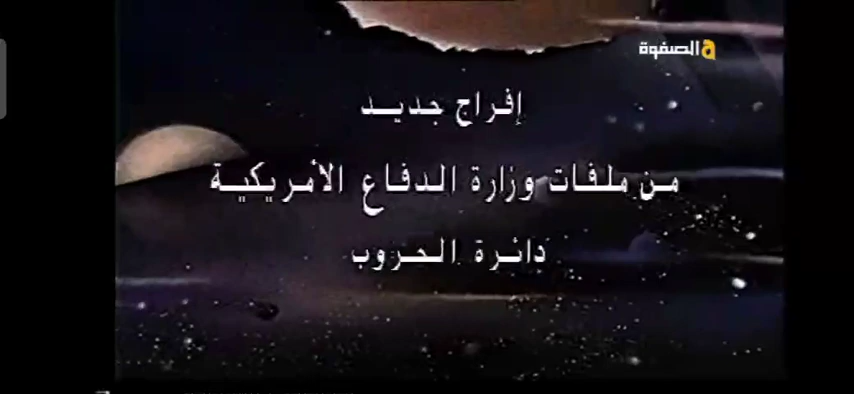 الصفوة
إفراج جديد
من ملفات وزارة الدفاع الأمريكية
دائرة الحروب